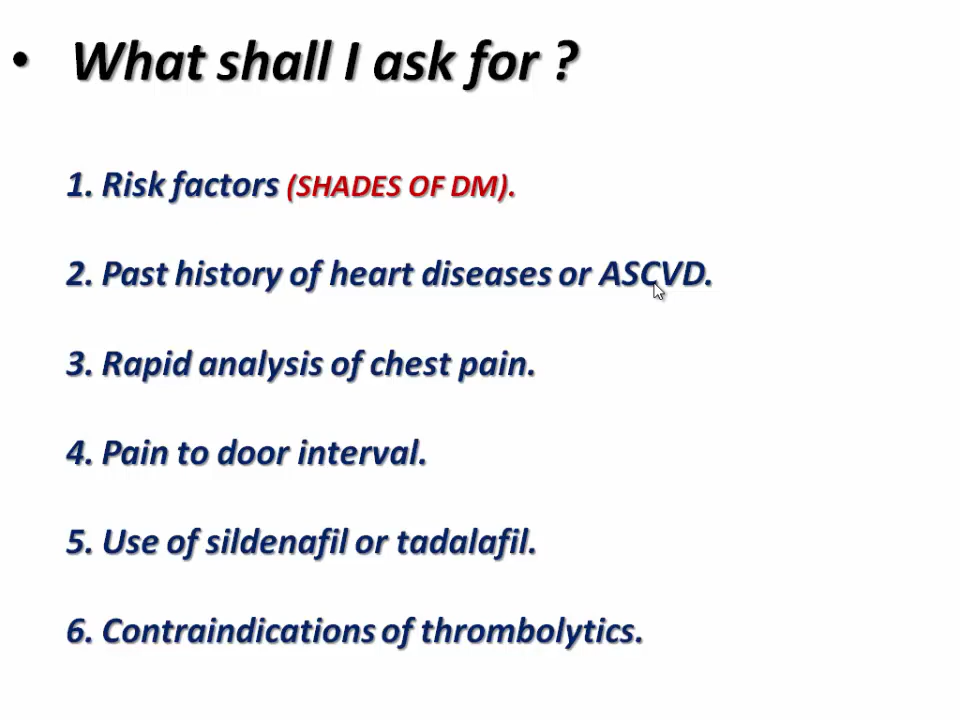 • What shall I ask for ?
1. Risk factors (SHADES OF DM).
2. Past history of heart diseases or ASCVD.
3. Rapid analysis of chest pain.
4. Pain to door interval.
5. Use of sildenafil or tadalafil.
6. Contraindications of thrombolytics.